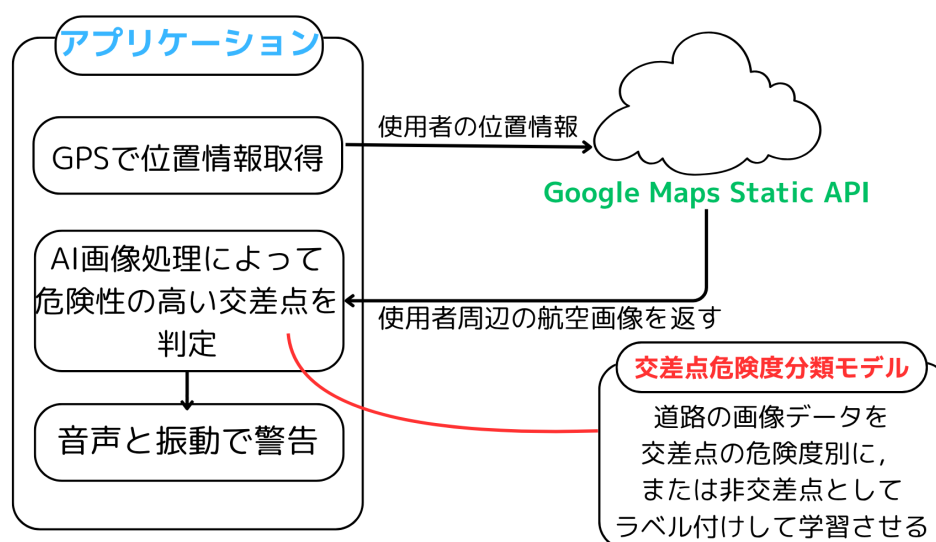 アプリケーション
GPSで位置情報取得
使用者の位置情報
Google Maps Static API
AI画像処理によって
危険性の高い交差点を
判定
使用者周辺の航空画像を返す
音声と振動で警告
交差点危険度分類モデル
道路の画像データを
交差点の危険度別に,
または非交差点として
ラベル付けして学習させる